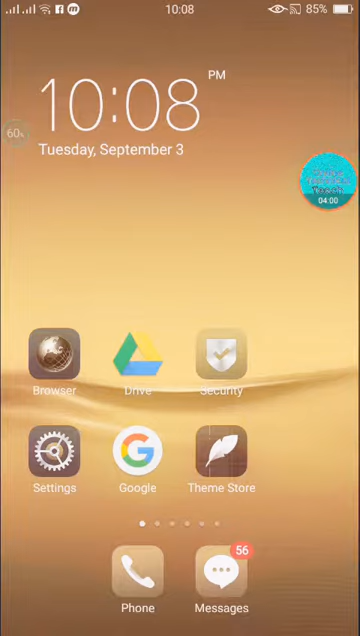 10:08
85%
10:08 PM
Tuesday, September 3
60%
04:00
Browser
Drive
Security
Settings
Google
Theme Store
56
Phone
Messages